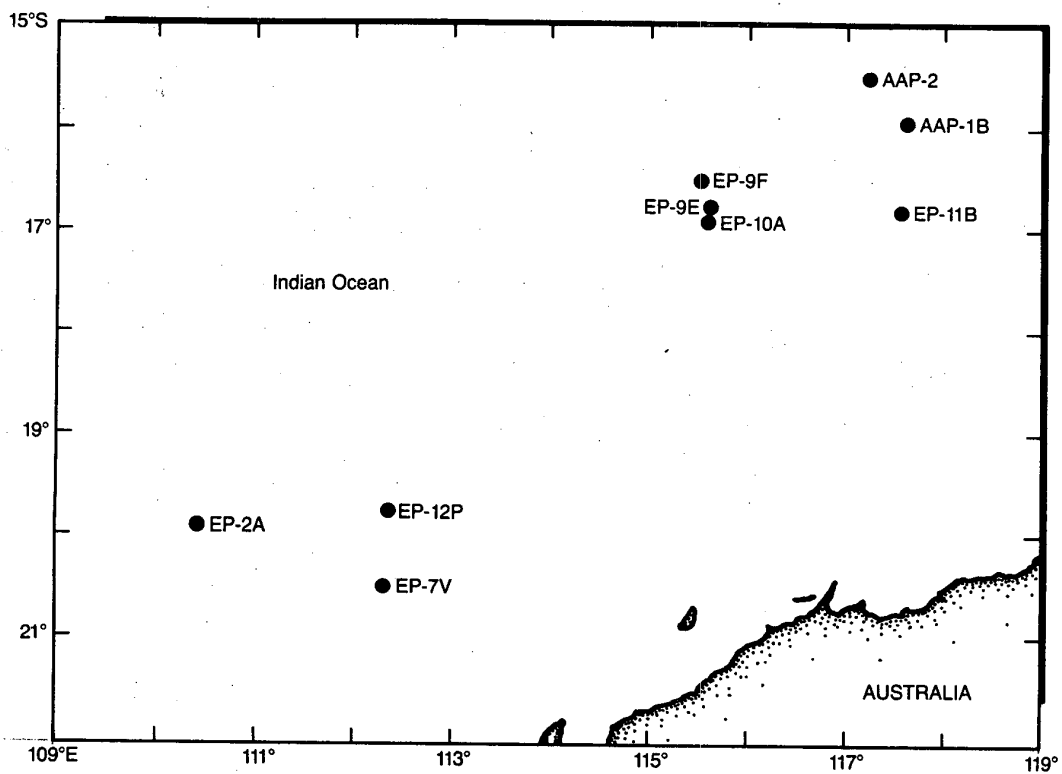 15°S
AAP-2
AAP-1B
EP-9F
EP-9E
EP-10A
EP-11B
17°
Indian Ocean
19°
EP-12P
EP-2A
EP-7V
21°
AUSTRALIA
109°E
111°
113°
115°
117°
119°